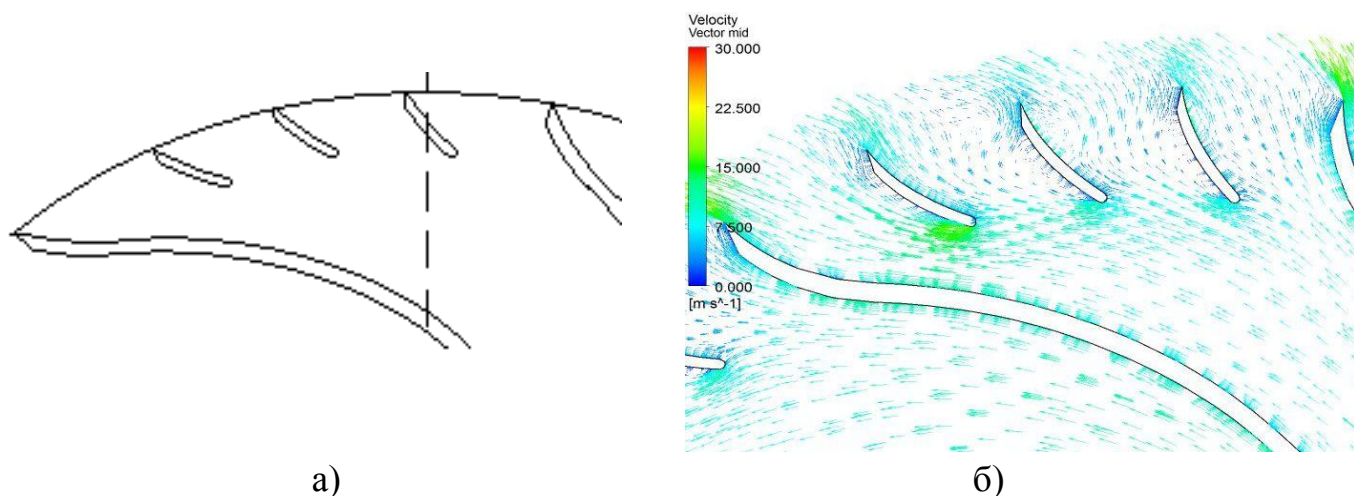 Velocity
Vector mid
30.000
22.500
15.000
7.500
0.000
[m s^-1]
а)
б)